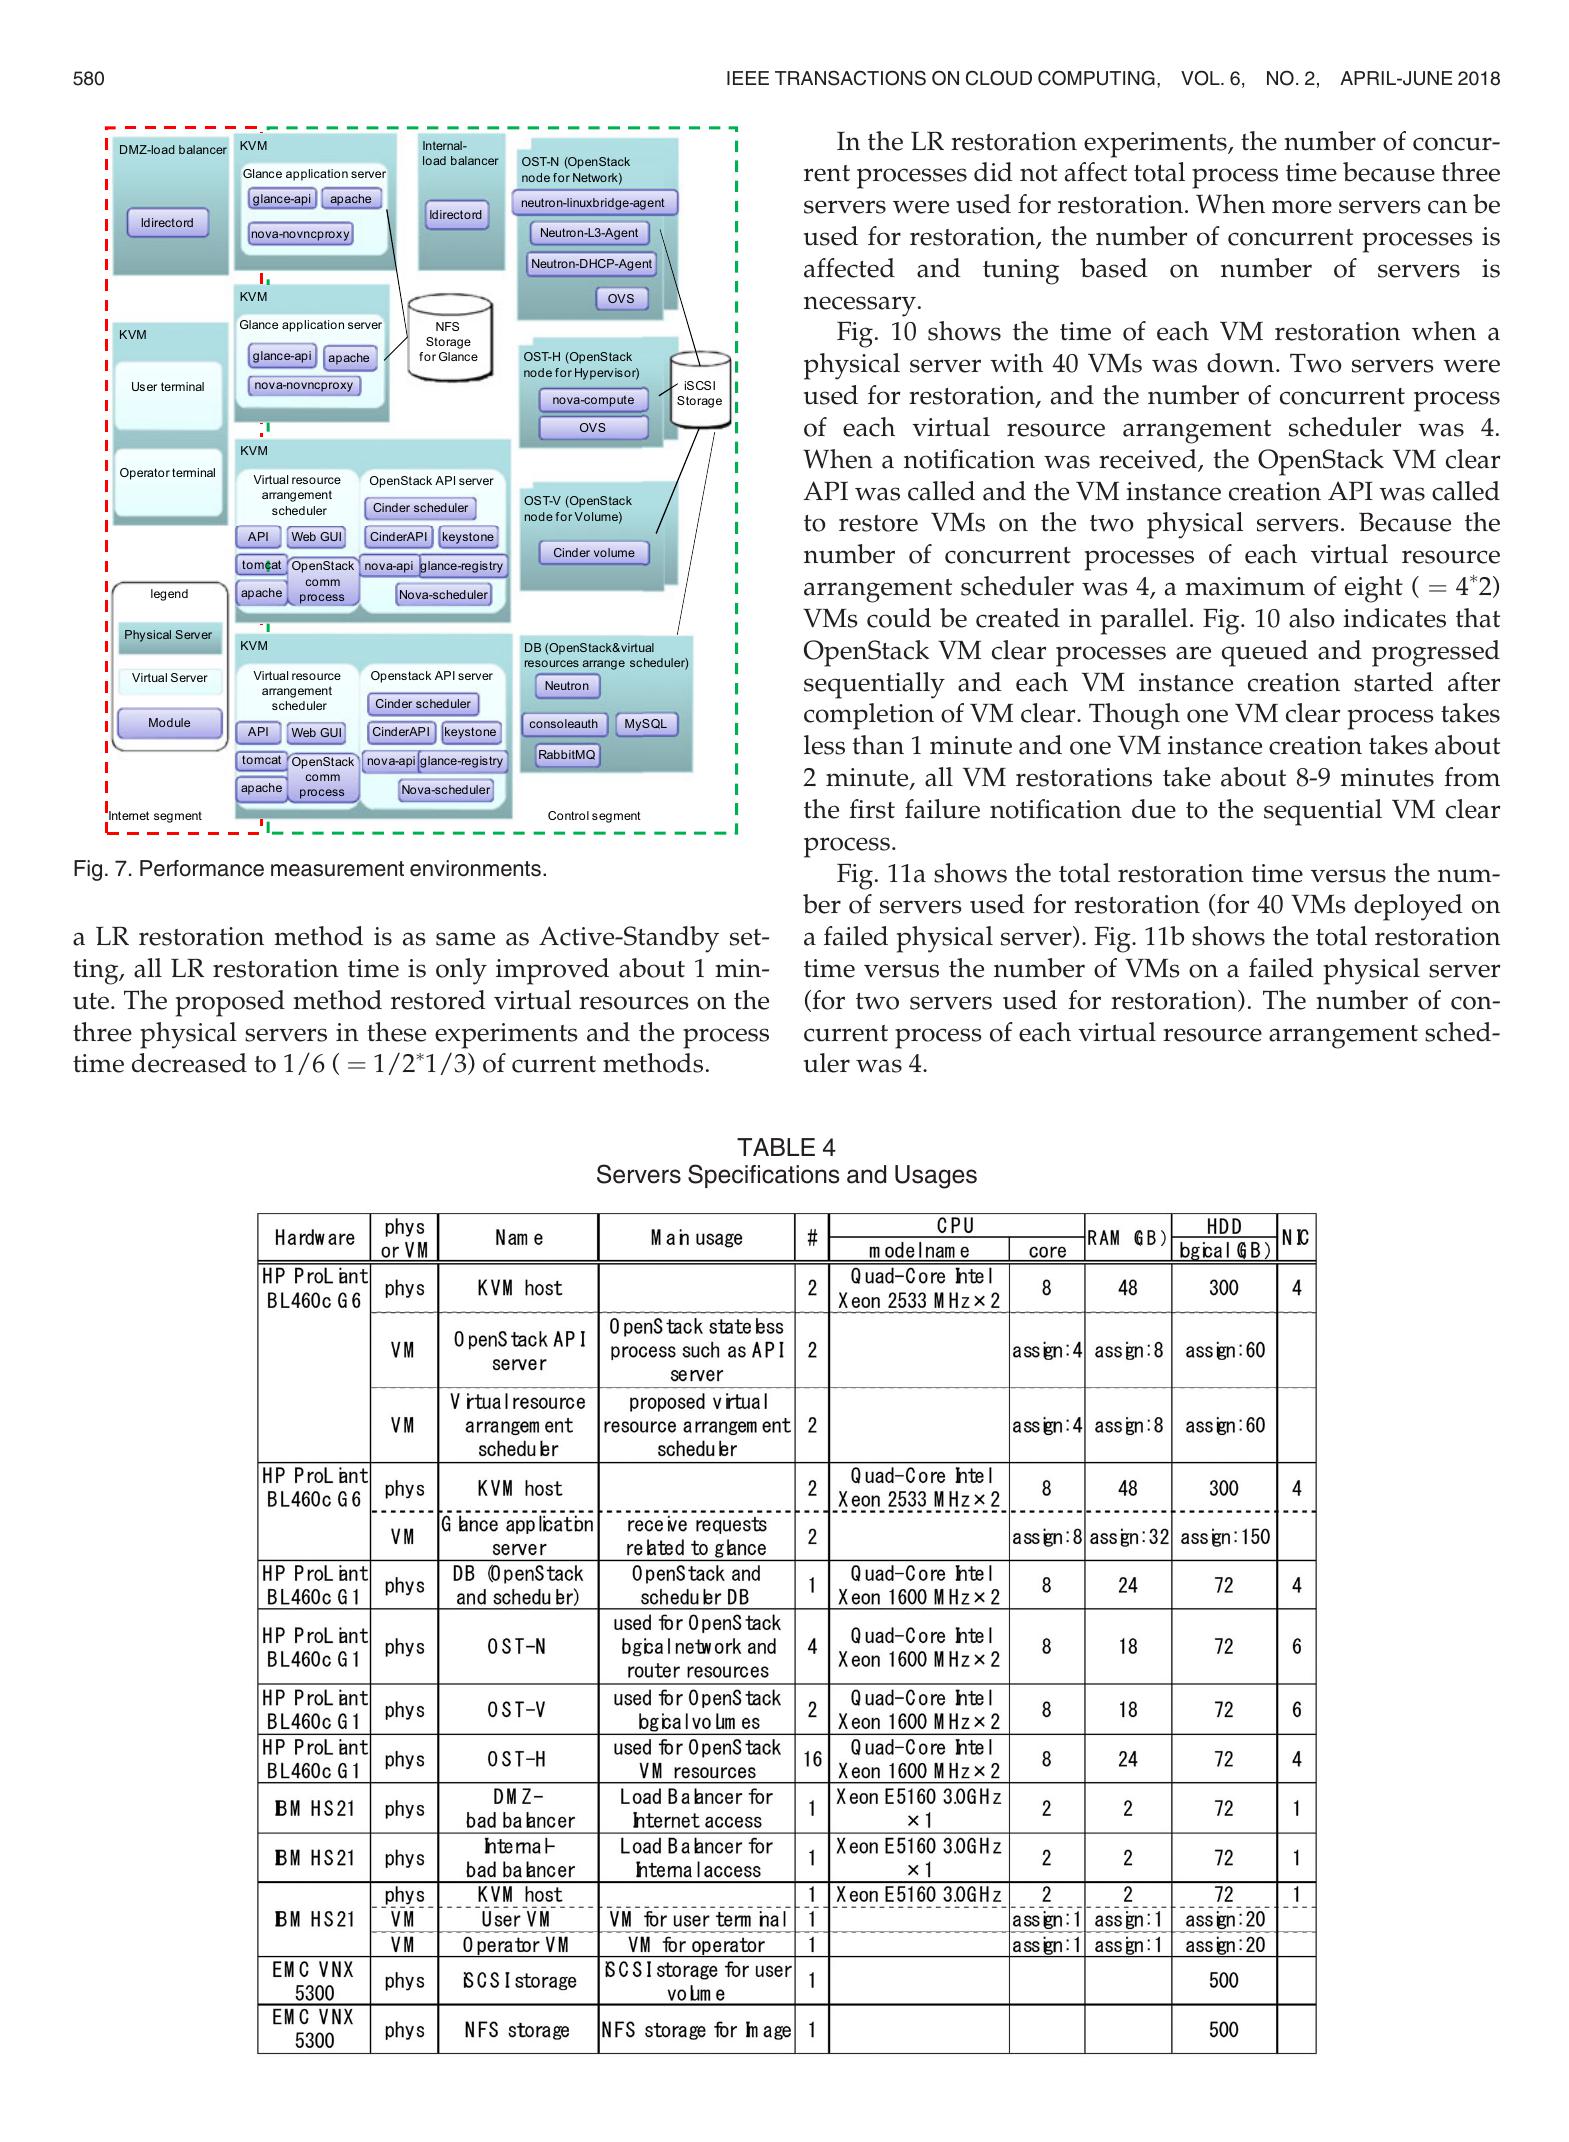 580
IEEE TRANSACTIONS ON CLOUD COMPUTING, VOL. 6, NO. 2, APRIL-JUNE 2018
DMZ-load balancer
ldirectord
KVM
Glance application server
glance-api apache
nova-novncproxy
Internal-
load balancer
ldirectord
OST-N (OpenStack
node for Network)
neutron-linuxbridge-agent
Neutron-L3-Agent
Neutron-DHCP-Agent
OVS
KVM
Glance application server
glance-api apache
nova-novncproxy
NFS
Storage
for Glance
KVM
User terminal
Operator terminal
OST-H (OpenStack
node for Hypervisor)
nova-compute
OVS
iSCSI
Storage
KVM
Virtual resource
arrangement
scheduler
API Web GUI
tomcat OpenStack
comm
process
apache
OpenStack API server
Cinder scheduler
CinderAPI keystone
nova-api glance-registry
Nova-scheduler
OST-V (OpenStack
node for Volume)
Cinder volume
legend
Physical Server
Virtual Server
Module
KVM
Virtual resource
arrangement
scheduler
API Web GUI
tomcat OpenStack
comm
process
apache
Openstack API server
Cinder scheduler
CinderAPI keystone
nova-api glance-registry
Nova-scheduler
DB (OpenStack&virtual
resources arrange scheduler)
Neutron
consoleauth MySQL
RabbitMQ
Internet segment
Control segment
Fig. 7. Performance measurement environments.
a LR restoration method is as same as Active-Standby set-
ting, all LR restoration time is only improved about 1 min-
ute. The proposed method restored virtual resources on the
three physical servers in these experiments and the process
time decreased to 1/6 ( = 1/2*1/3) of current methods.
In the LR restoration experiments, the number of concur-
rent processes did not affect total process time because three
servers were used for restoration. When more servers can be
used for restoration, the number of concurrent processes is
affected and tuning based on number of servers is
necessary.
Fig. 10 shows the time of each VM restoration when a
physical server with 40 VMs was down. Two servers were
used for restoration, and the number of concurrent process
of each virtual resource arrangement scheduler was 4.
When a notification was received, the OpenStack VM clear
API was called and the VM instance creation API was called
to restore VMs on the two physical servers. Because the
number of concurrent processes of each virtual resource
arrangement scheduler was 4, a maximum of eight ( = 4*2)
VMs could be created in parallel. Fig. 10 also indicates that
OpenStack VM clear processes are queued and progressed
sequentially and each VM instance creation started after
completion of VM clear. Though one VM clear process takes
less than 1 minute and one VM instance creation takes about
2 minute, all VM restorations take about 8-9 minutes from
the first failure notification due to the sequential VM clear
process.
Fig. 11a shows the total restoration time versus the num-
ber of servers used for restoration (for 40 VMs deployed on
a failed physical server). Fig. 11b shows the total restoration
time versus the number of VMs on a failed physical server
(for two servers used for restoration). The number of con-
current process of each virtual resource arrangement sched-
uler was 4.
TABLE 4
Servers Specifications and Usages
Hardware phys or VM Name Main usage # CPU model name core RAM (GB) HDD logical (GB) NIC
HP ProLiant BL460c G6 phys KVM host 2 Quad-Core Intel Xeon 2533 MHz×2 8 48 300 4
VM OpenStack API server OpenStack stateless process such as API server 2 assign:4 assign:8 assign:60
VM Virtual resource arrangement scheduler proposed virtual resource arrangement scheduler 2 assign:4 assign:8 assign:60
HP ProLiant BL460c G6 phys KVM host 2 Quad-Core Intel Xeon 2533 MHz×2 8 48 300 4
VM Glance application server receive requests related to glance 2 assign:8 assign:32 assign:150
HP ProLiant BL460c G1 phys DB (OpenStack and scheduler) OpenStack and scheduler DB 1 Quad-Core Intel Xeon 1600 MHz×2 8 24 72 4
HP ProLiant BL460c G1 phys OST-N used for OpenStack logical network and router resources 4 Quad-Core Intel Xeon 1600 MHz×2 8 18 72 6
HP ProLiant BL460c G1 phys OST-V used for OpenStack logical volumes 2 Quad-Core Intel Xeon 1600 MHz×2 8 18 72 6
HP ProLiant BL460c G1 phys OST-H used for OpenStack VM resources 16 Quad-Core Intel Xeon 1600 MHz×2 8 24 72 4
IBM HS21 phys DMZ-load balancer Load Balancer for Internet access 1 Xeon E5160 3.0GHz ×1 2 2 72 1
IBM HS21 phys Internal-load balancer Load Balancer for Internal access 1 Xeon E5160 3.0GHz ×1 2 2 72 1
IBM HS21 phys KVM host 1 Xeon E5160 3.0GHz 2 2 72 1
VM User VM VM for user terminal 1 assign:1 assign:1 assign:20
VM Operator VM VM for operator 1 assign:1 assign:1 assign:20
EMC VNX 5300 phys iSCSI storage iSCSI storage for user volume 1 500
EMC VNX 5300 phys NFS storage NFS storage for Image 1 500